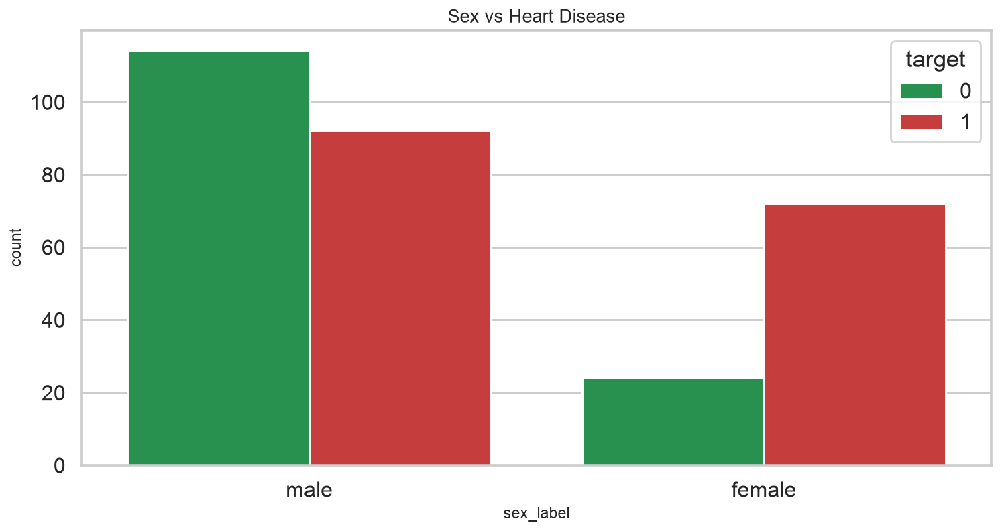 Sex vs Heart Disease
target
0
1
100
80
60
40
20
0
count
male
female
sex_label